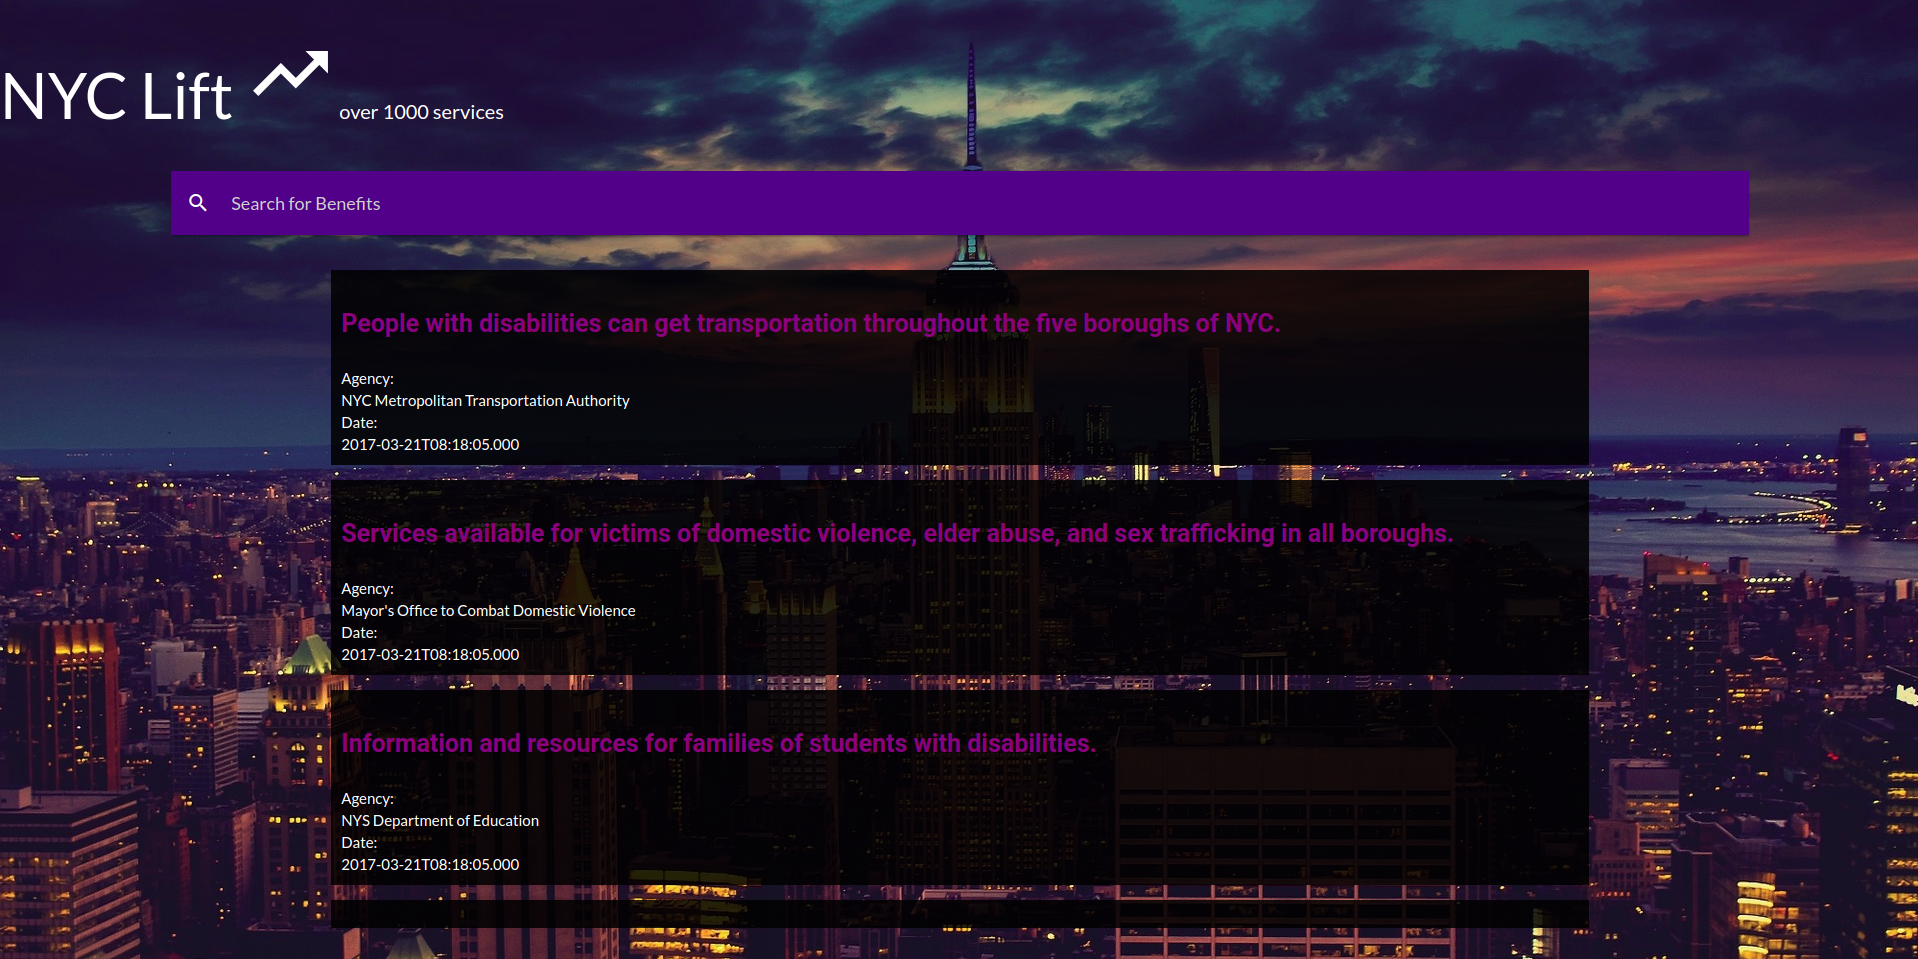 NYC Lift over 1000 services
Search for Benefits
People with disabilities can get transportation throughout the five boroughs of NYC.
Agency:
NYC Metropolitan Transportation Authority
Date:
2017-03-21T08:18:05.000
Services available for victims of domestic violence, elder abuse, and sex trafficking in all boroughs.
Agency:
Mayor's Office to Combat Domestic Violence
Date:
2017-03-21T08:18:05.000
Information and resources for families of students with disabilities.
Agency:
NYS Department of Education
Date:
2017-03-21T08:18:05.000